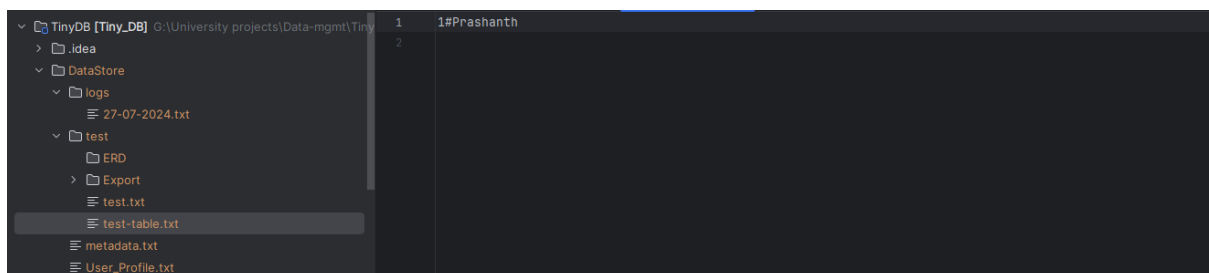 TinyDB [Tiny_DB] G:\University projects\Data-mgmt\Tiny
.idea
DataStore
logs
27-07-2024.txt
test
ERD
Export
test.txt
test-table.txt
metadata.txt
User_Profile.txt
1 1#Prashanth
2